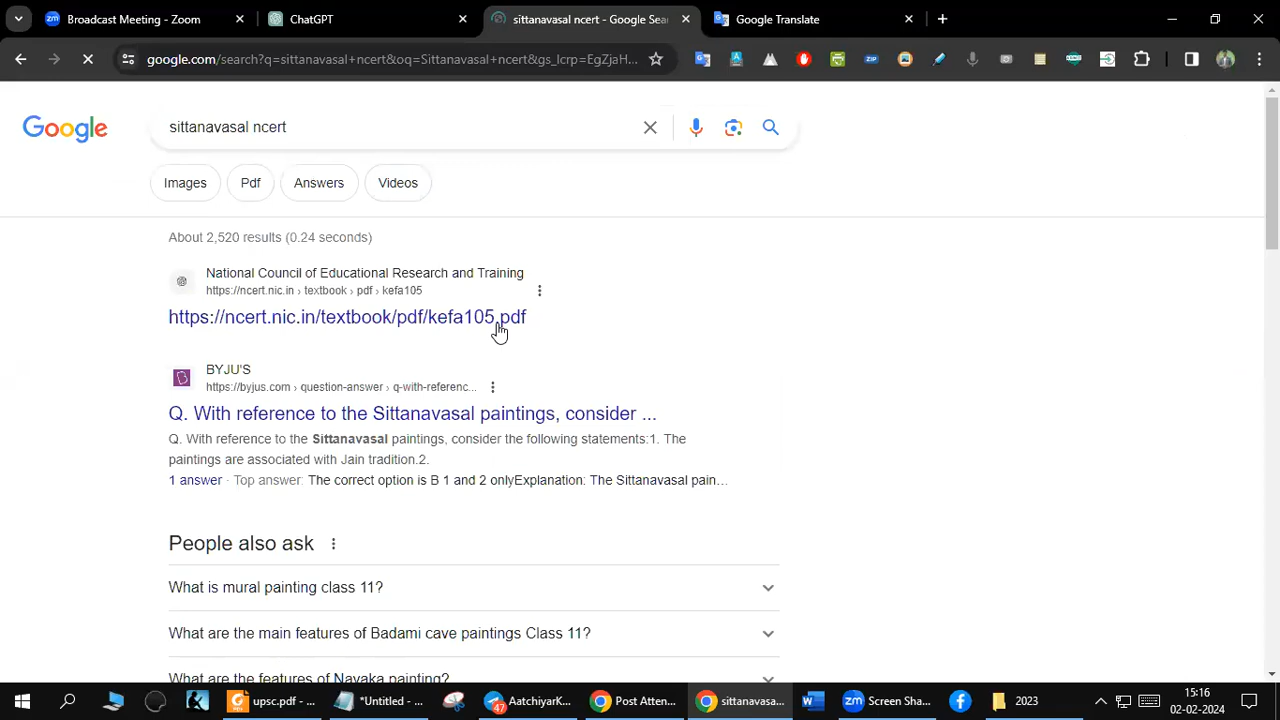 Broadcast Meeting - Zoom
ChatGPT
sittanavasal ncert - Google Sea
Google Translate
google.com/search?q=sittanavasal+ncert&oq=Sittanavasal+ncert&gs_lcrp=EgZjaH...
Google
sittanavasal ncert
Images
Pdf
Answers
Videos
About 2,520 results (0.24 seconds)
National Council of Educational Research and Training
https://ncert.nic.in › textbook › pdf › kefa105
https://ncert.nic.in/textbook/pdf/kefa105.pdf
BYJU'S
https://byjus.com › question-answer › q-with-referenc...
Q. With reference to the Sittanavasal paintings, consider ...
Q. With reference to the Sittanavasal paintings, consider the following statements:1. The
paintings are associated with Jain tradition.2.
1 answer · Top answer: The correct option is B 1 and 2 onlyExplanation: The Sittanavasal pain...
People also ask
What is mural painting class 11?
What are the main features of Badami cave paintings Class 11?
What are the features of Nayaka painting?
upsc.pdf - ...
*Untitled - ...
47
AatchiyarK...
Post Atten...
sittanavasa...
Screen Sha...
2023
15:16
02-02-2024